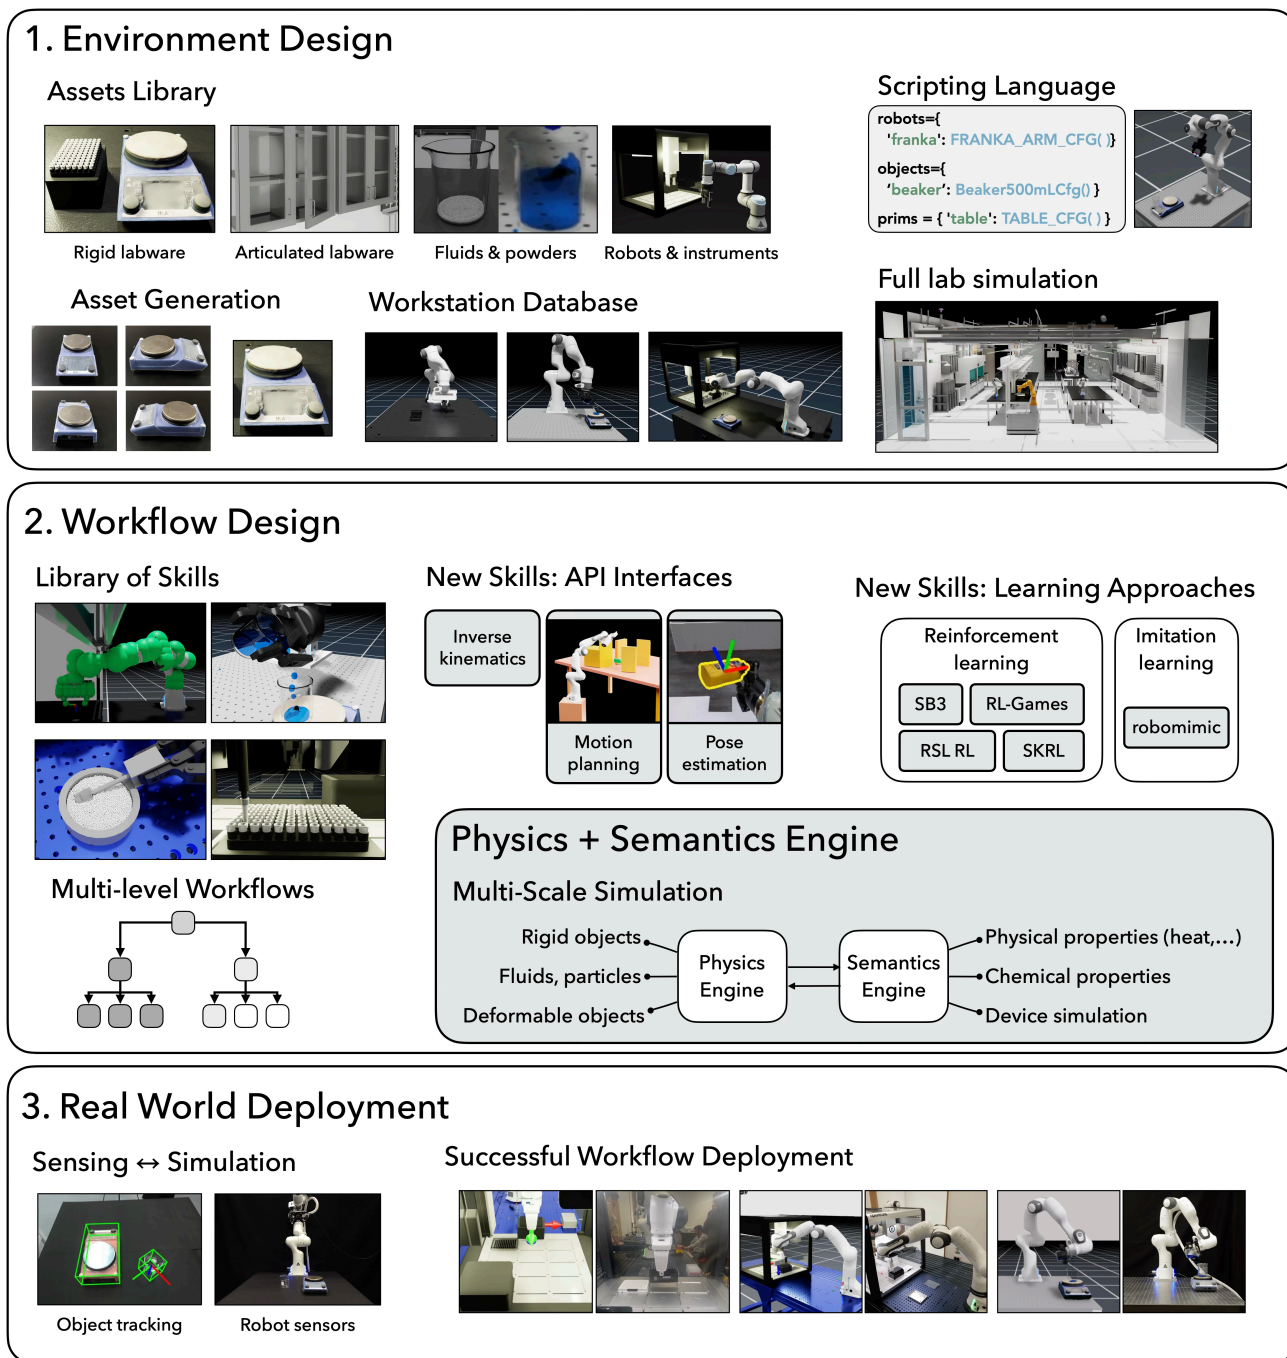 1. Environment Design
Assets Library
Rigid labware
Articulated labware
Fluids & powders
Robots & instruments
Scripting Language
robots={
'franka': FRANKA_ARM_CFG( )}
objects={
‘beaker’: Beaker500mLCfg() }
prims = { 'table': TABLE_CFG( ) }
Asset Generation
Workstation Database
Full lab simulation
2. Workflow Design
Library of Skills
Multi-level Workflows
New Skills: API Interfaces
Inverse
kinematics
Motion
planning
Pose
estimation
New Skills: Learning Approaches
Reinforcement
learning
SB3
RL-Games
RSL RL
SKRL
Imitation
learning
robomimic
Physics + Semantics Engine
Multi-Scale Simulation
Rigid objects
Fluids, particles
Deformable objects
Physics
Engine
Semantics
Engine
Physical properties (heat,...)
Chemical properties
Device simulation
3. Real World Deployment
Sensing ↔ Simulation
Object tracking
Robot sensors
Successful Workflow Deployment